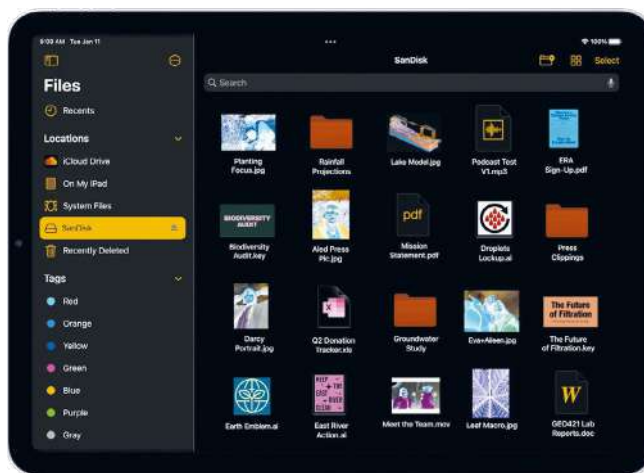 9:09 AM Tue Jan 11
100%
SanDisk
Select
Files
Search
Recents
Locations
iCloud Drive
On My iPad
System Files
SanDisk
Recently Deleted
Tags
Red
Orange
Yellow
Green
Blue
Purple
Gray
Planting
Focus.jpg
Rainfall
Projections
Lake Model.jpg
Podcast Test
V1.mp3
ERA
Sign-Up.pdf
BIODIVERSITY
AUDIT
Biodiversity
Audit.key
Aled Press
Pic.jpg
pdf
Mission
Statement.pdf
Droplets
Lockup.ai
Press
Clippings
Darcy
Portrait.jpg
X
Q2 Donation
Tracker.xls
Groundwater
Study
Eva+Aileen.jpg
The Future
of Filtration
The Future
of Filtration.key
Earth Emblem.ai
HELP
THE
EAST
RIVER
CLEAN
East River
Action.ai
Meet the Team.mov
Leaf Macro.jpg
W
GEO421 Lab
Reports.doc